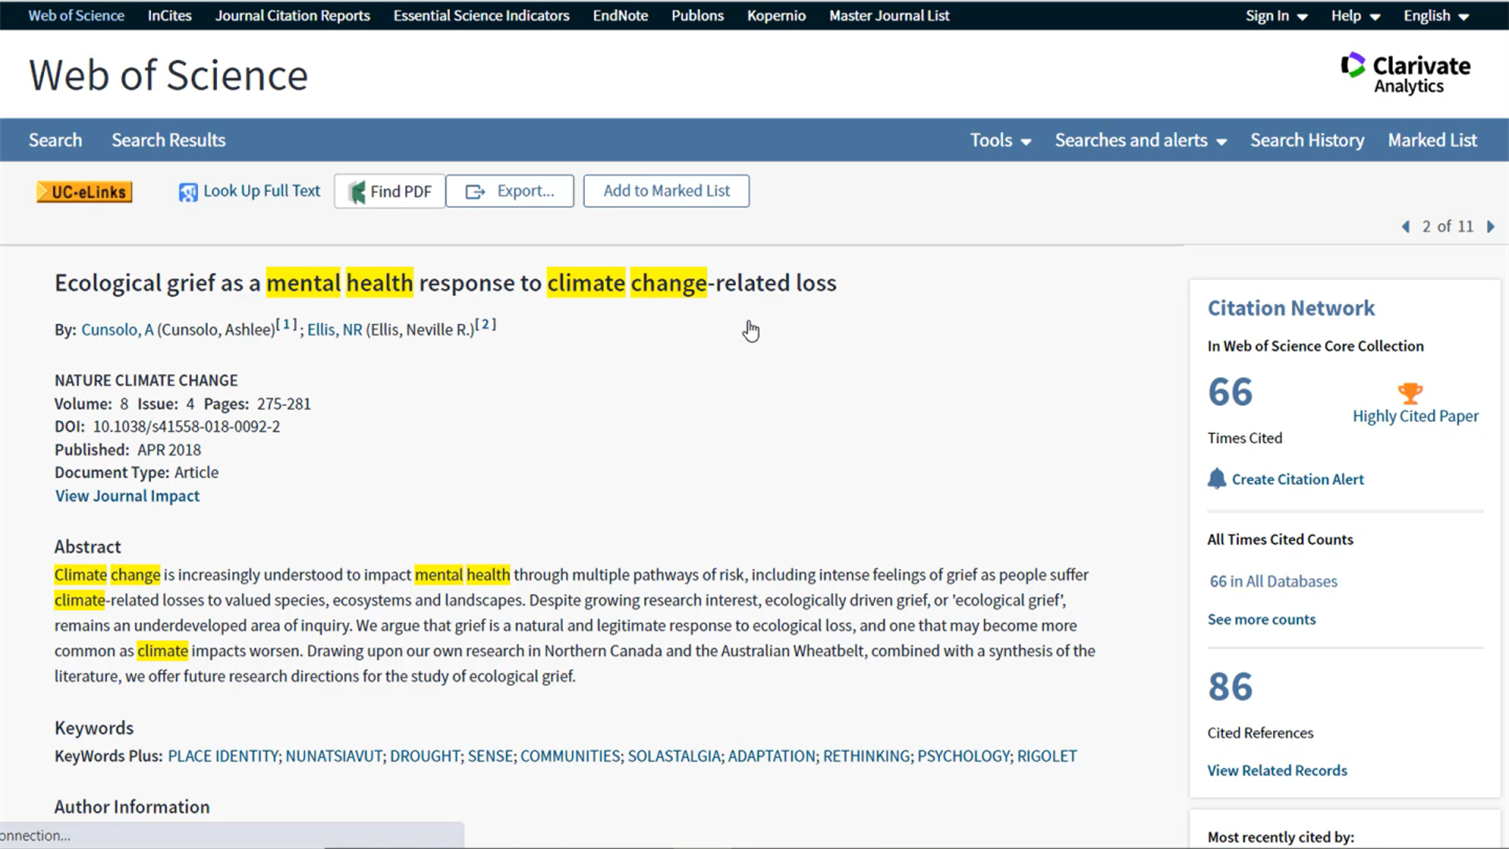 Web of Science InCites Journal Citation Reports Essential Science Indicators EndNote Publons Kopernio Master Journal List Sign In Help English
Web of Science
Clarivate
Analytics
Search Search Results Tools Searches and alerts Search History Marked List
UC-eLinks Look Up Full Text Find PDF Export... Add to Marked List
2 of 11
Ecological grief as a mental health response to climate change-related loss
By: Cunsolo, A (Cunsolo, Ashlee)[ 1 ] ; Ellis, NR (Ellis, Neville R.)[ 2 ]
NATURE CLIMATE CHANGE
Volume: 8 Issue: 4 Pages: 275-281
DOI: 10.1038/s41558-018-0092-2
Published: APR 2018
Document Type: Article
View Journal Impact
Abstract
Climate change is increasingly understood to impact mental health through multiple pathways of risk, including intense feelings of grief as people suffer
climate-related losses to valued species, ecosystems and landscapes. Despite growing research interest, ecologically driven grief, or 'ecological grief',
remains an underdeveloped area of inquiry. We argue that grief is a natural and legitimate response to ecological loss, and one that may become more
common as climate impacts worsen. Drawing upon our own research in Northern Canada and the Australian Wheatbelt, combined with a synthesis of the
literature, we offer future research directions for the study of ecological grief.
Keywords
KeyWords Plus: PLACE IDENTITY; NUNATSIAVUT; DROUGHT; SENSE; COMMUNITIES; SOLASTALGIA; ADAPTATION; RETHINKING; PSYCHOLOGY; RIGOLET
Author Information
onnection...
Citation Network
In Web of Science Core Collection
66
Highly Cited Paper
Times Cited
Create Citation Alert
All Times Cited Counts
66 in All Databases
See more counts
86
Cited References
View Related Records
Most recently cited by: